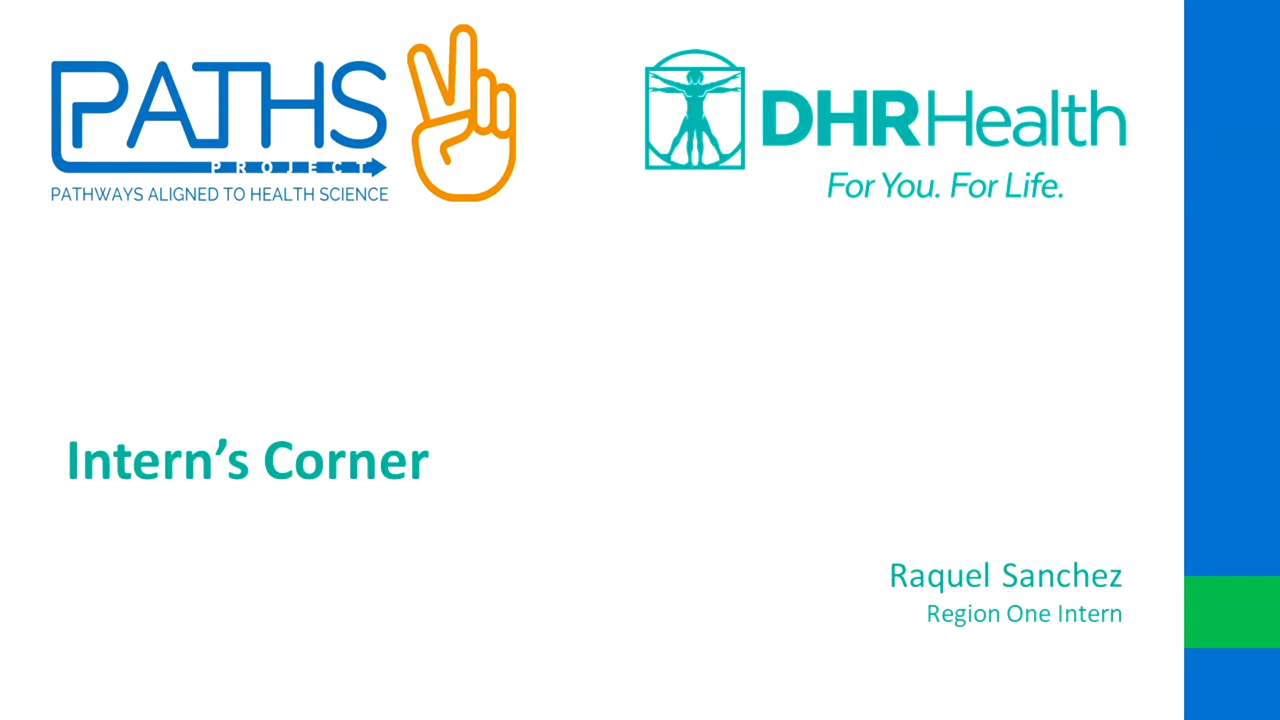 PATHS
PROJECT
PATHWAYS ALIGNED TO HEALTH SCIENCE
DHRHealth
For You. For Life.
Intern’s Corner
Raquel Sanchez
Region One Intern